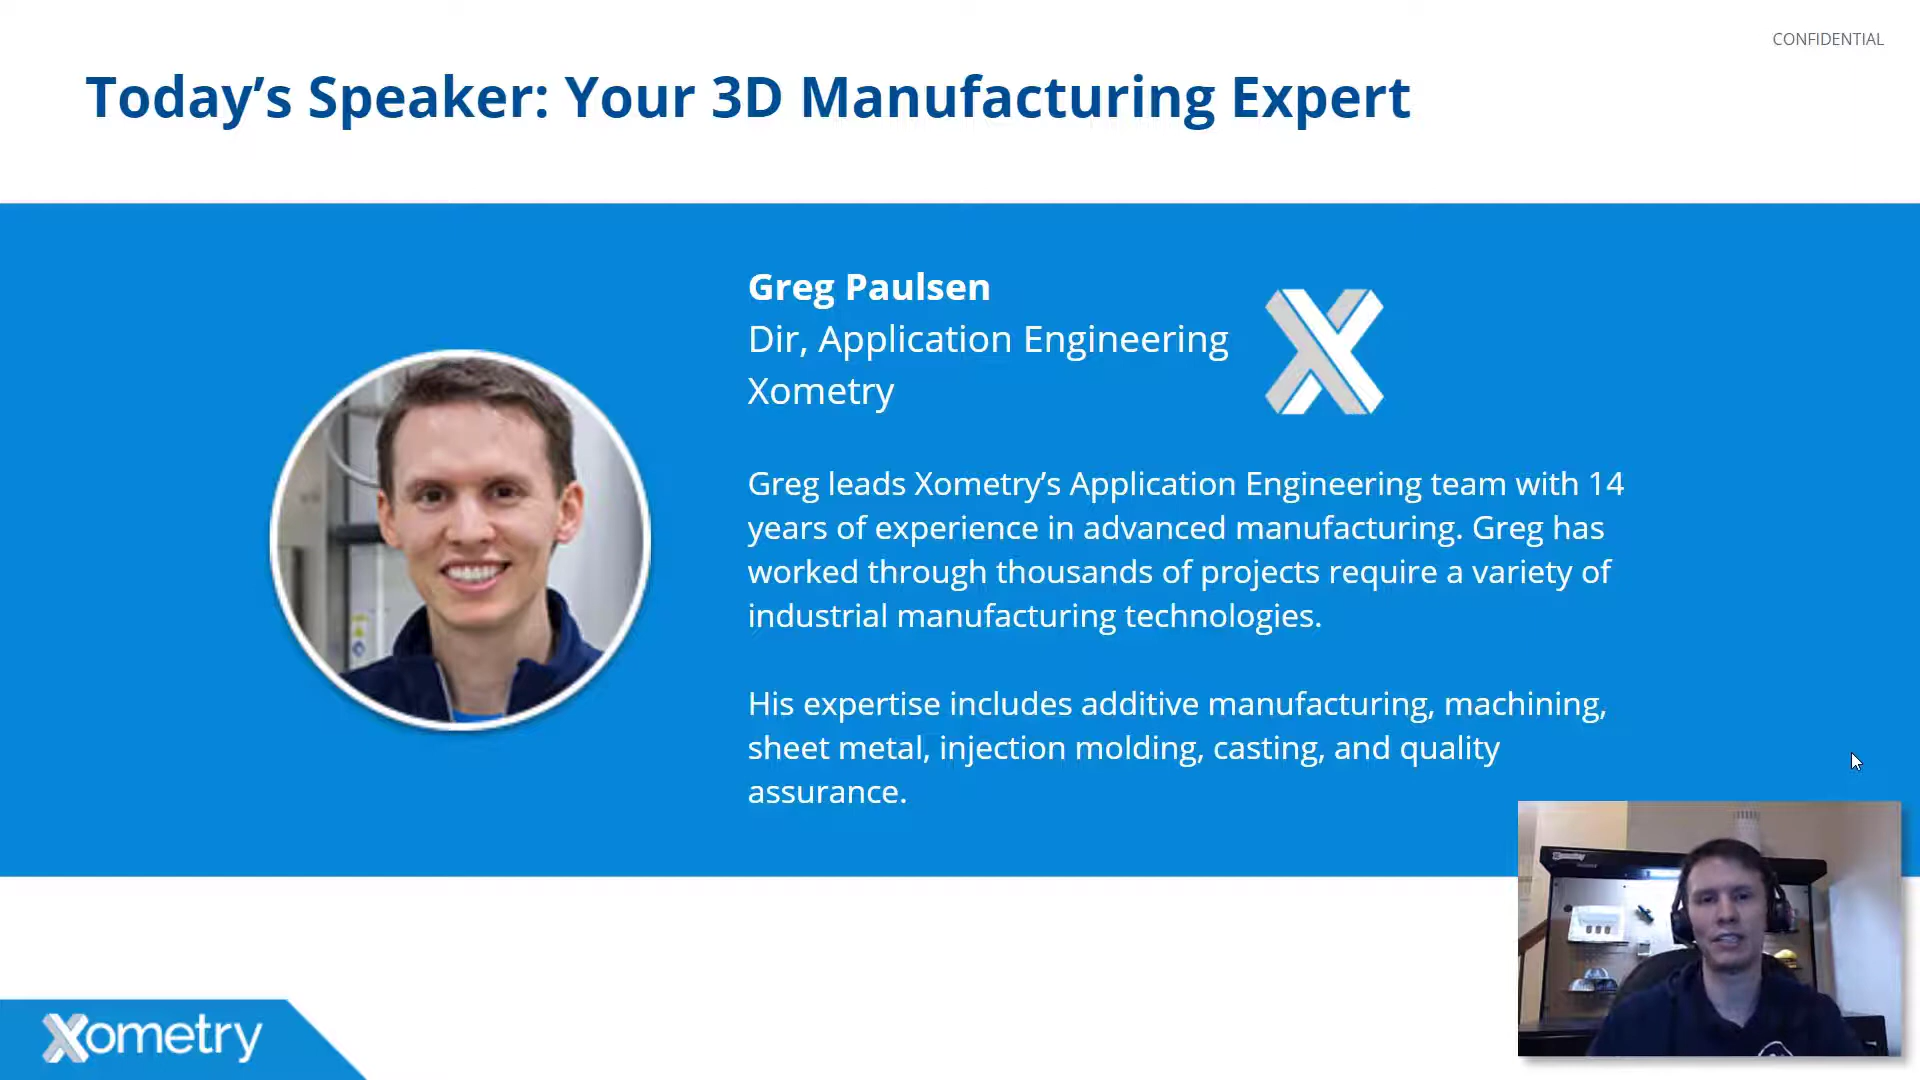 CONFIDENTIAL
Today’s Speaker: Your 3D Manufacturing Expert
Greg Paulsen
Dir, Application Engineering
Xometry
Greg leads Xometry’s Application Engineering team with 14
years of experience in advanced manufacturing. Greg has
worked through thousands of projects require a variety of
industrial manufacturing technologies.
His expertise includes additive manufacturing, machining,
sheet metal, injection molding, casting, and quality
assurance.
Xometry
Xometry